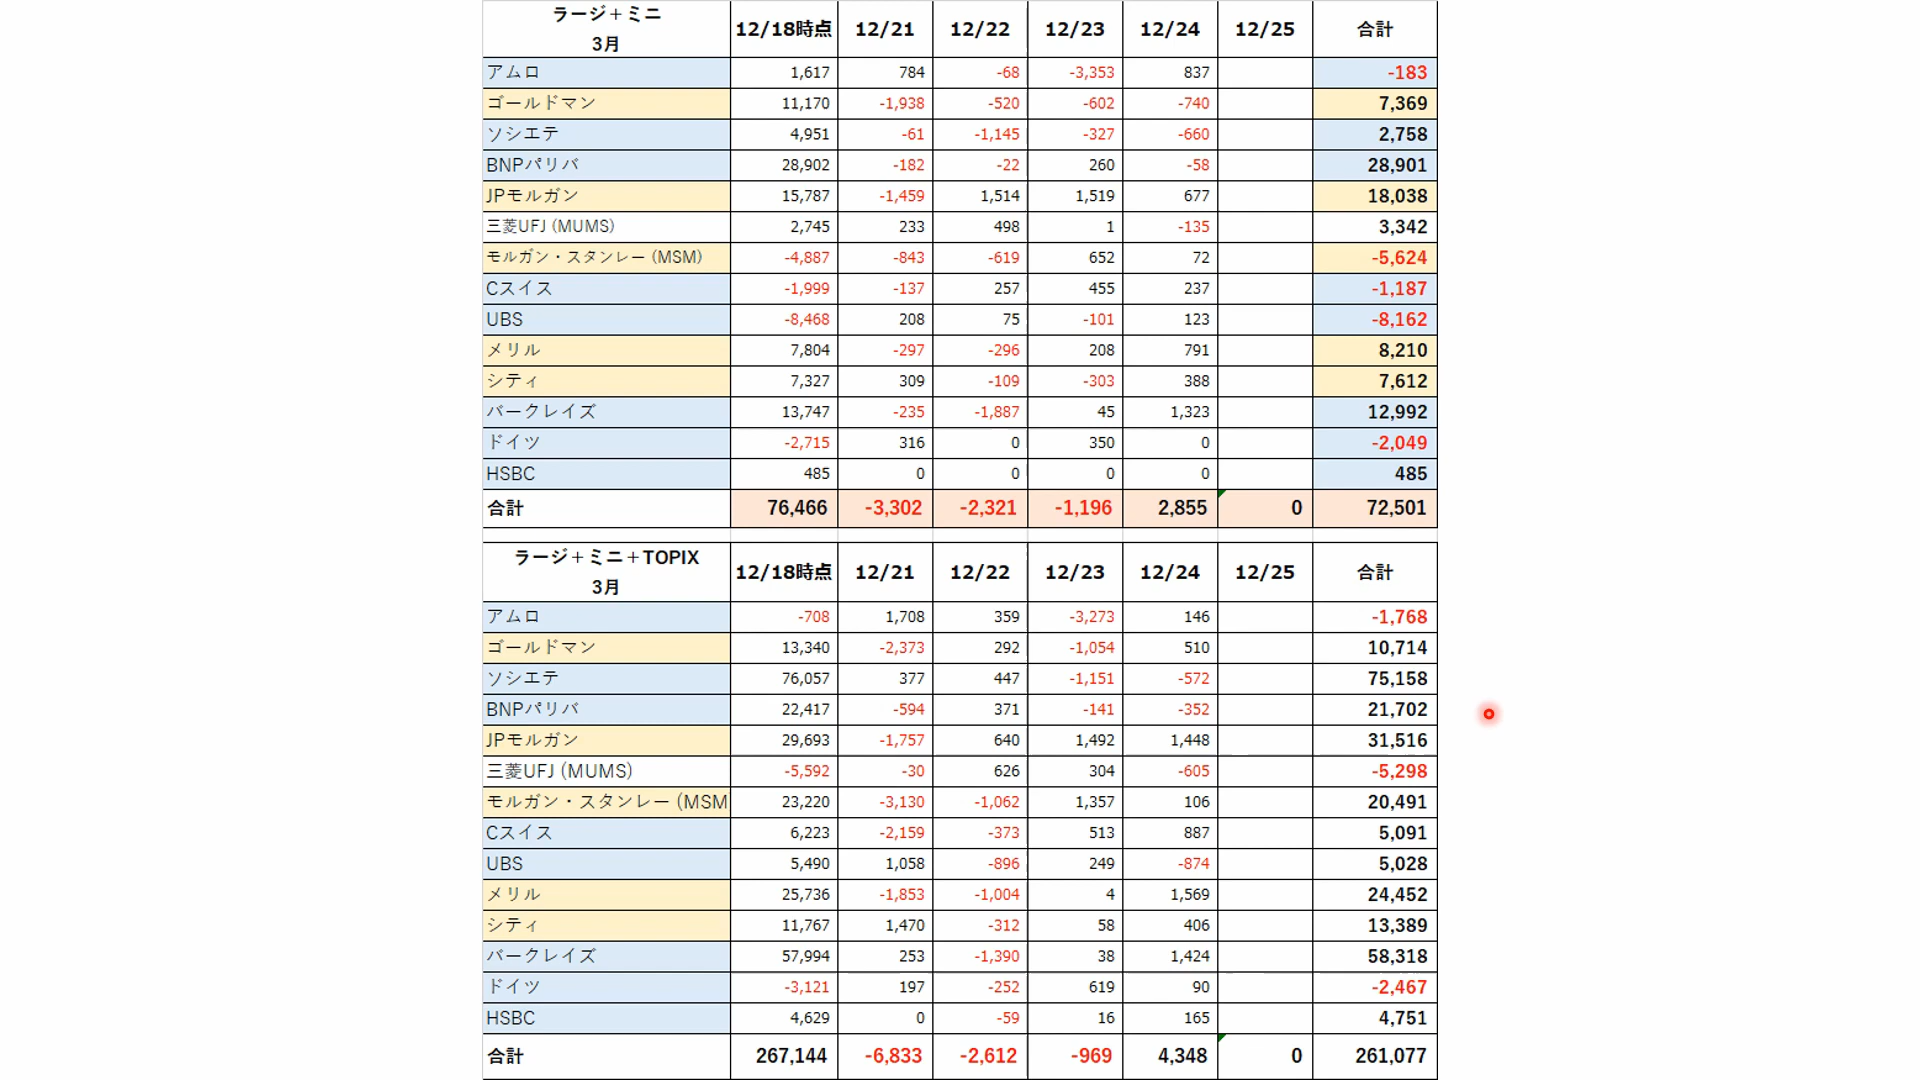 ラージ＋ミニ
3月 12/18時点 12/21 12/22 12/23 12/24 12/25 合計
アムロ 1,617 784 -68 -3,353 837 -183
ゴールドマン 11,170 -1,938 -520 -602 -740 7,369
ソシエテ 4,951 -61 -1,145 -327 -660 2,758
BNPパリバ 28,902 -182 -22 260 -58 28,901
JPモルガン 15,787 -1,459 1,514 1,519 677 18,038
三菱UFJ (MUMS) 2,745 233 498 1 -135 3,342
モルガン・スタンレー (MSM) -4,887 -843 -619 652 72 -5,624
Cスイス -1,999 -137 257 455 237 -1,187
UBS -8,468 208 75 -101 123 -8,162
メリル 7,804 -297 -296 208 791 8,210
シティ 7,327 309 -109 -303 388 7,612
バークレイズ 13,747 -235 -1,887 45 1,323 12,992
ドイツ -2,715 316 0 350 0 -2,049
HSBC 485 0 0 0 0 485
合計 76,466 -3,302 -2,321 -1,196 2,855 0 72,501
ラージ＋ミニ＋TOPIX
3月 12/18時点 12/21 12/22 12/23 12/24 12/25 合計
アムロ -708 1,708 359 -3,273 146 -1,768
ゴールドマン 13,340 -2,373 292 -1,054 510 10,714
ソシエテ 76,057 377 447 -1,151 -572 75,158
BNPパリバ 22,417 -594 371 -141 -352 21,702
JPモルガン 29,693 -1,757 640 1,492 1,448 31,516
三菱UFJ (MUMS) -5,592 -30 626 304 -605 -5,298
モルガン・スタンレー (MSM 23,220 -3,130 -1,062 1,357 106 20,491
Cスイス 6,223 -2,159 -373 513 887 5,091
UBS 5,490 1,058 -896 249 -874 5,028
メリル 25,736 -1,853 -1,004 4 1,569 24,452
シティ 11,767 1,470 -312 58 406 13,389
バークレイズ 57,994 253 -1,390 38 1,424 58,318
ドイツ -3,121 197 -252 619 90 -2,467
HSBC 4,629 0 -59 16 165 4,751
合計 267,144 -6,833 -2,612 -969 4,348 0 261,077